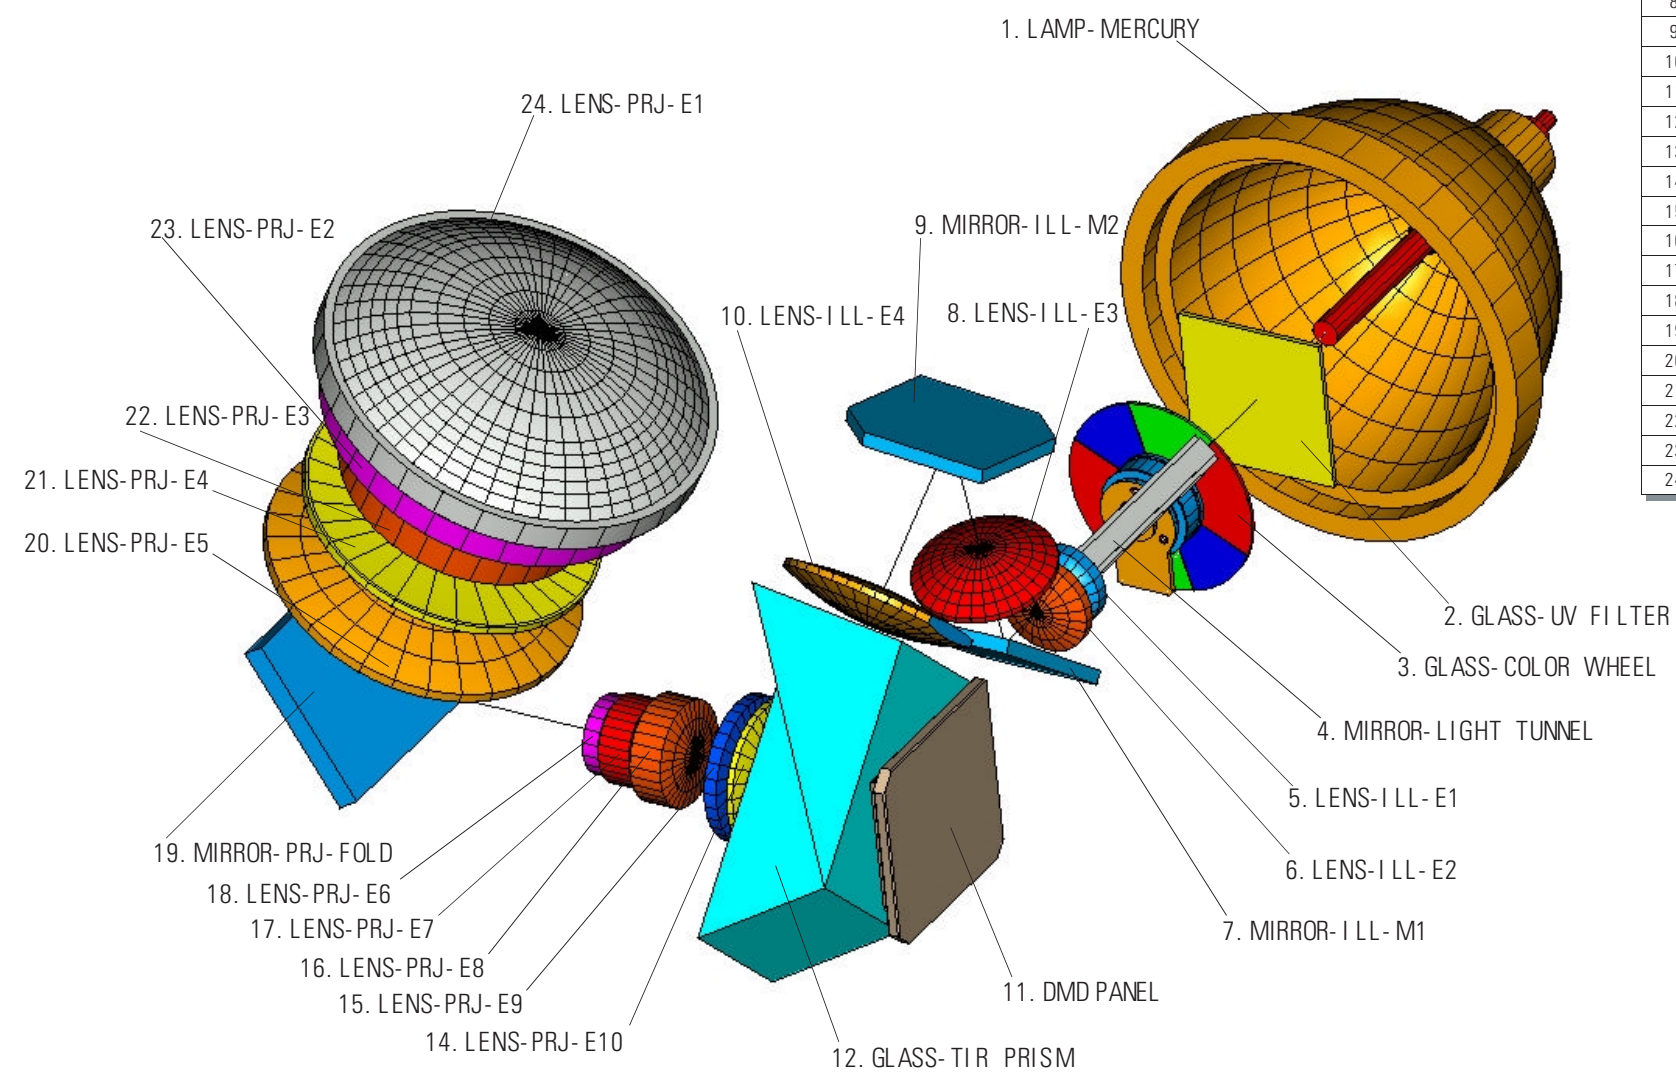 1. LAMP-MERCURY
24. LENS-PRJ-E1
23. LENS-PRJ-E2
9. MIRROR-ILL-M2
10. LENS-ILL-E4
8. LENS-ILL-E3
22. LENS-PRJ-E3
21. LENS-PRJ-E4
20. LENS-PRJ-E5
2. GLASS-UV FILTER
3. GLASS-COLOR WHEEL
4. MIRROR-LIGHT TUNNEL
5. LENS-ILL-E1
6. LENS-ILL-E2
7. MIRROR-ILL-M1
19. MIRROR-PRJ-FOLD
18. LENS-PRJ-E6
17. LENS-PRJ-E7
16. LENS-PRJ-E8
15. LENS-PRJ-E9
14. LENS-PRJ-E10
11. DMD PANEL
12. GLASS-TIR PRISM
9